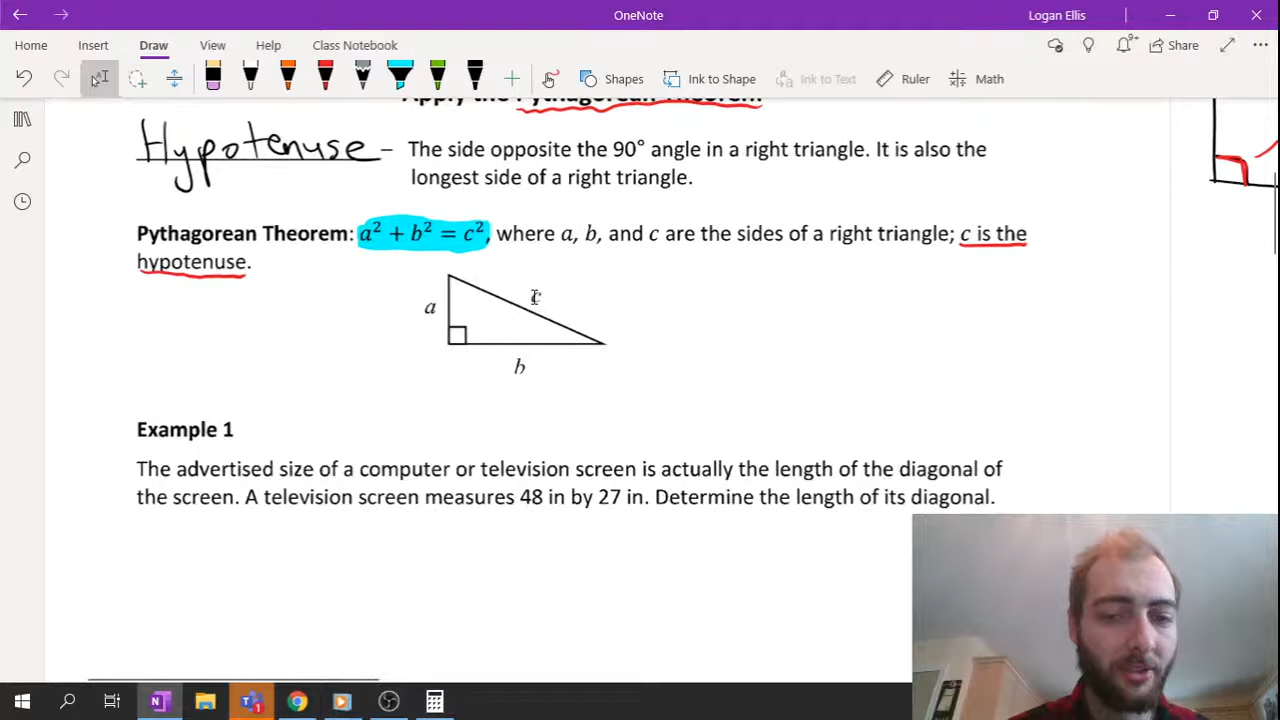 OneNote
Logan Ellis
Home Insert Draw View Help Class Notebook
Share
Shapes Ink to Shape Ink to Text Ruler Math
Apply the Pythagorean Theorem
Hypotenuse – The side opposite the 90° angle in a right triangle. It is also the
longest side of a right triangle.
Pythagorean Theorem: a² + b² = c², where a, b, and c are the sides of a right triangle; c is the
hypotenuse.
c
a
b
Example 1
The advertised size of a computer or television screen is actually the length of the diagonal of
the screen. A television screen measures 48 in by 27 in. Determine the length of its diagonal.